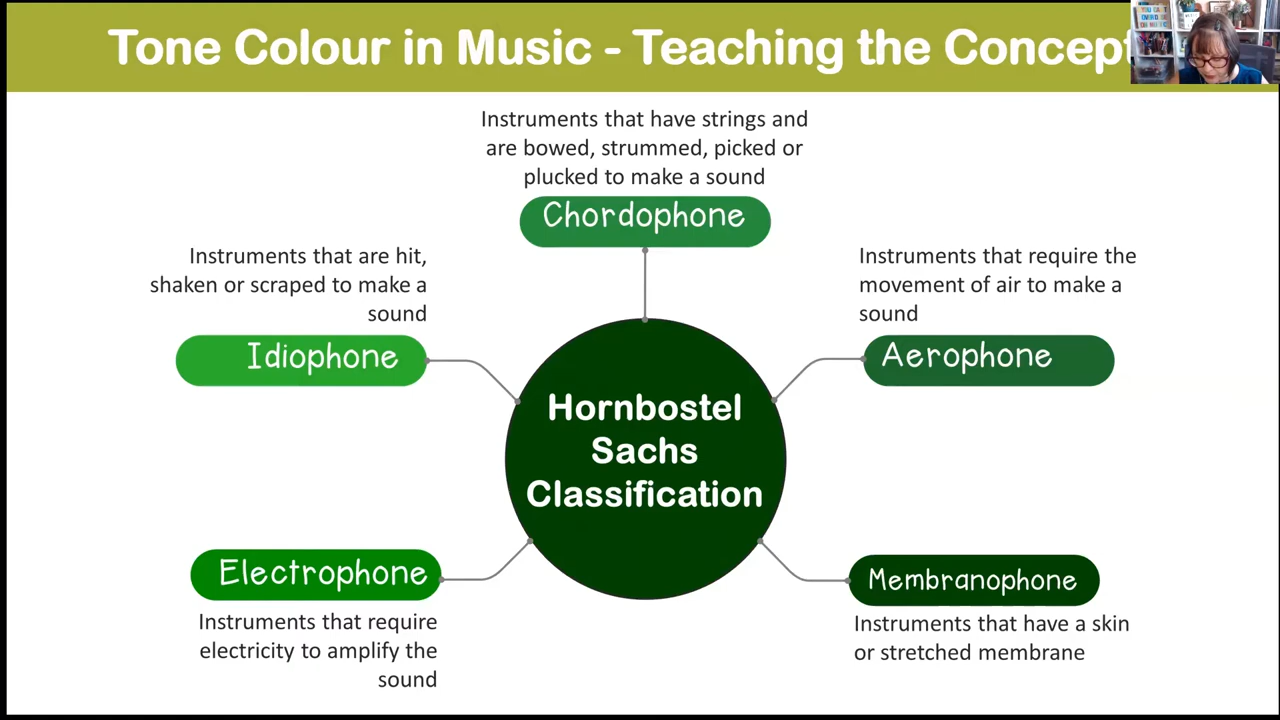 Tone Colour in Music - Teaching the Concept
Instruments that have strings and
are bowed, strummed, picked or
plucked to make a sound
Chordophone
Instruments that are hit,
shaken or scraped to make a
sound
Idiophone
Instruments that require the
movement of air to make a
sound
Aerophone
Hornbostel
Sachs
Classification
Electrophone
Instruments that require
electricity to amplify the
sound
Membranophone
Instruments that have a skin
or stretched membrane